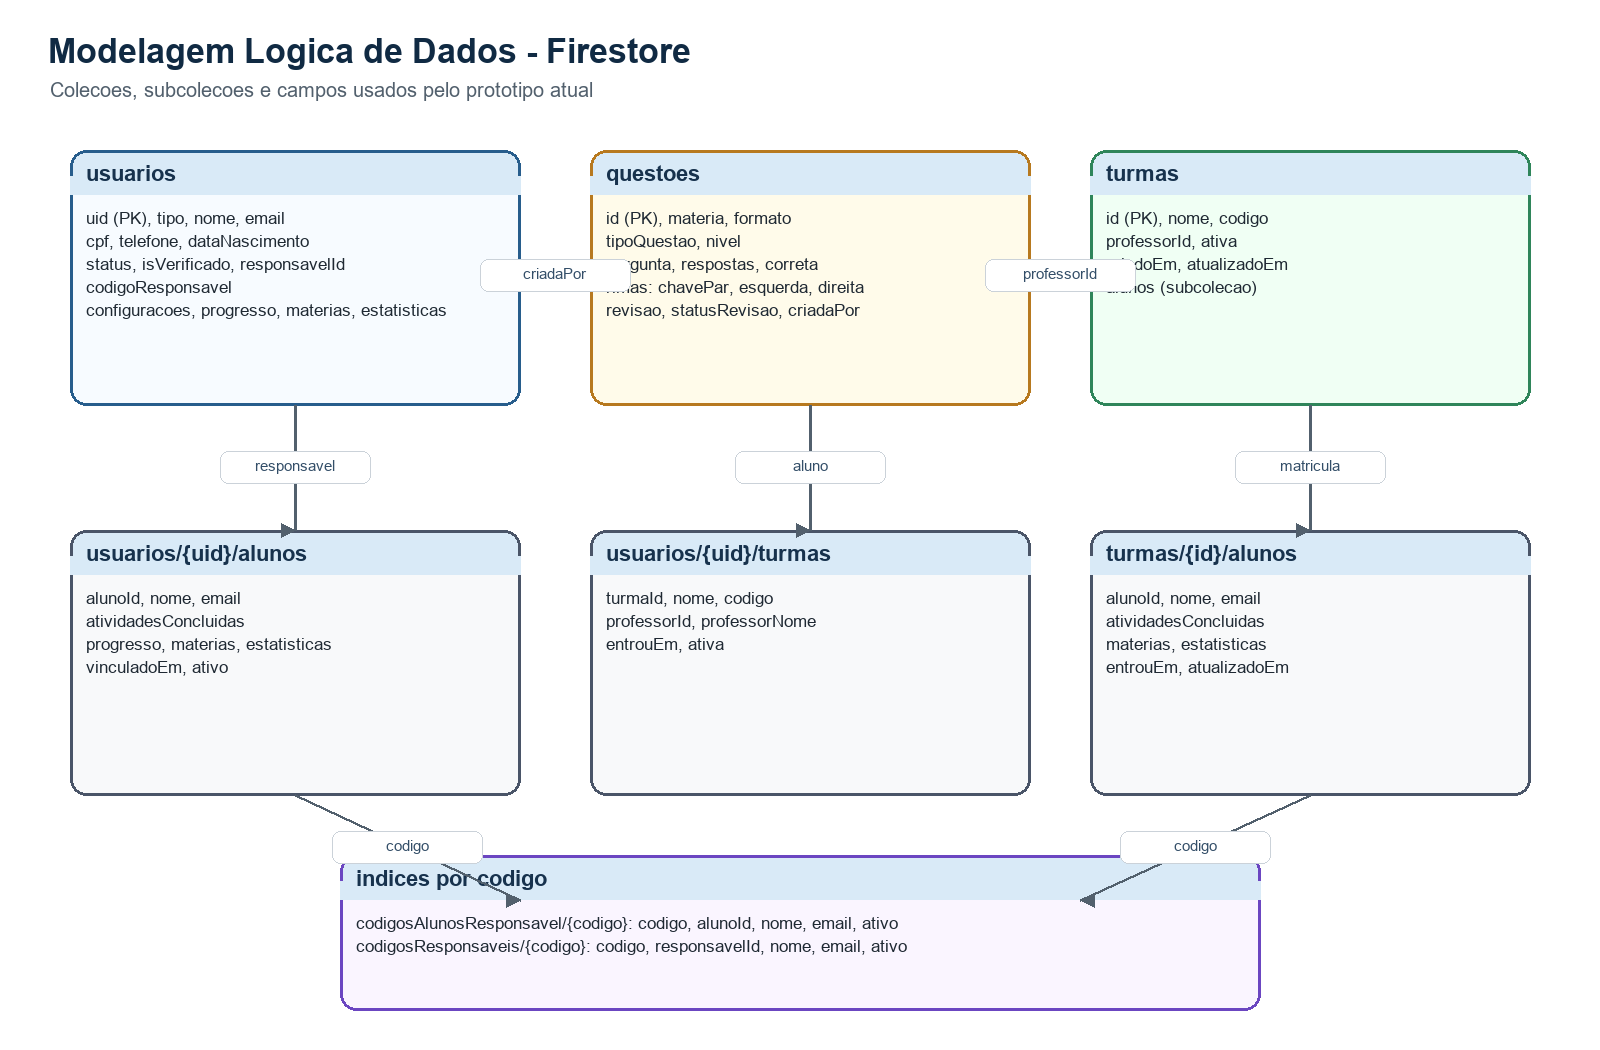 Modelagem Logica de Dados - Firestore
Colecoes, subcolecoes e campos usados pelo prototipo atual
usuarios
uid (PK), tipo, nome, email
cpf, telefone, dataNascimento
status, isVerificado, responsavelId
codigoResponsavel
configuracoes, progresso, materias, estatisticas
criadaPor
questoes
id (PK), materia, formato
tipoQuestao, nivel
respostas, correta
chavePar, esquerda, direita
revisao, statusRevisao, criadaPor
professorId
turmas
id (PK), nome, codigo
professorId, ativa
atualizadoEm
(subcolecao)
responsavel
aluno
matricula
usuarios/{uid}/alunos
alunoId, nome, email
atividadesConcluidas
progresso, materias, estatisticas
vinculadoEm, ativo
usuarios/{uid}/turmas
turmaId, nome, codigo
professorId, professorNome
entrouEm, ativa
turmas/{id}/alunos
alunoId, nome, email
atividadesConcluidas
materias, estatisticas
entrouEm, atualizadoEm
codigo
codigo
indices por codigo
codigosAlunosResponsavel/{codigo}: codigo, alunoId, nome, email, ativo
codigosResponsaveis/{codigo}: codigo, responsavelId, nome, email, ativo